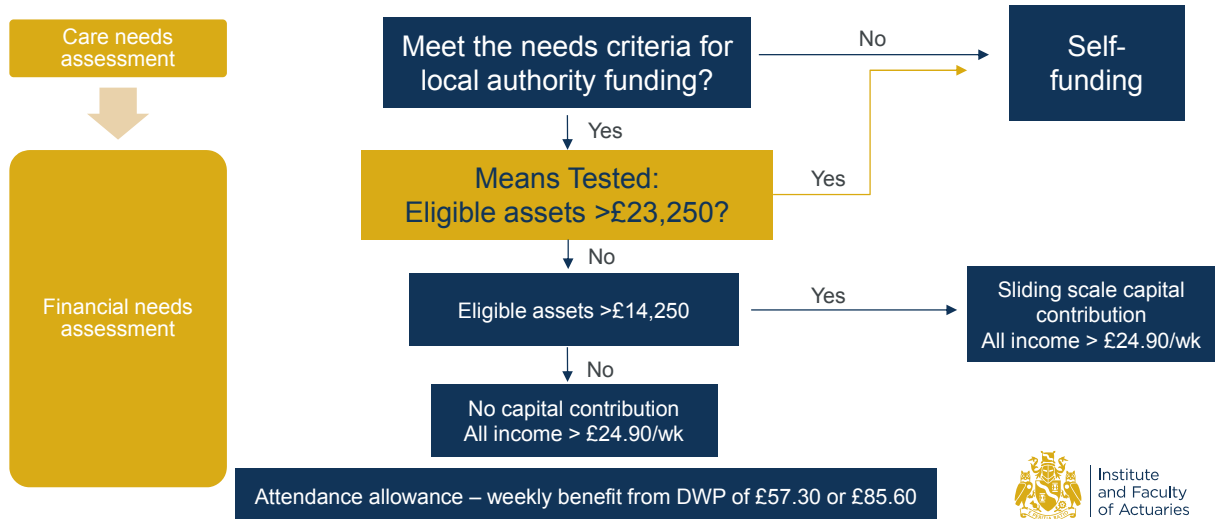 Care needs
assessment
Financial needs
assessment
Meet the needs criteria for
local authority funding?
No
Self-
funding
Yes
Means Tested:
Eligible assets >£23,250?
Yes
No
Eligible assets >£14,250
Yes
Sliding scale capital
contribution
All income > £24.90/wk
No
No capital contribution
All income > £24.90/wk
Attendance allowance – weekly benefit from DWP of £57.30 or £85.60
Institute
and Faculty
of Actuaries